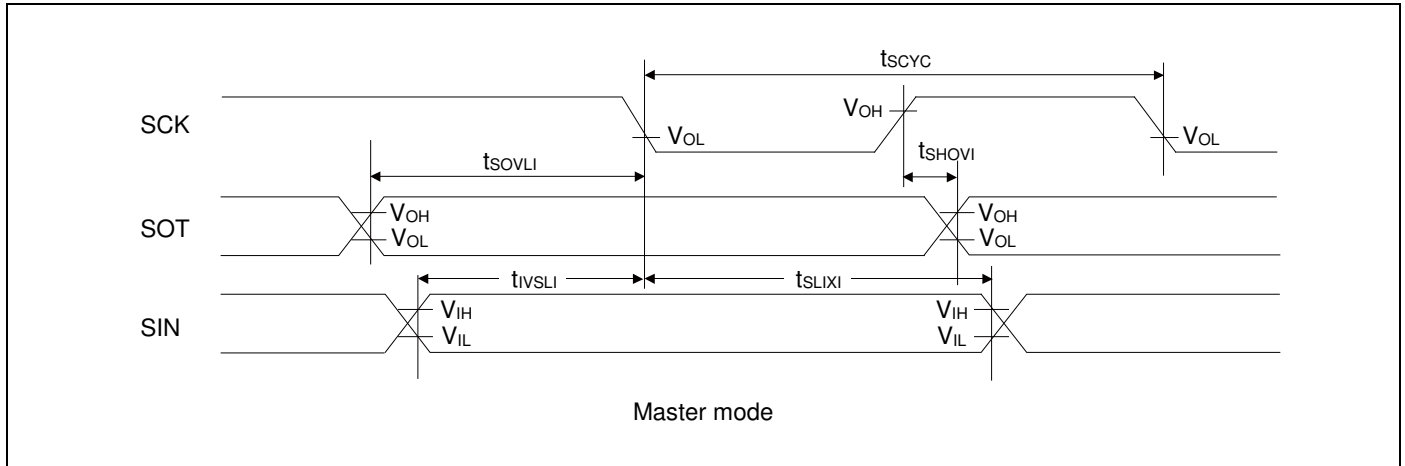 tSCYC
SCK
VOH
VOL
VOL
tSHOVI
tSOVLI
SOT
VOH
VOL
VOH
VOL
tIVSLI
tSLIXI
SIN
VIH
VIL
VIH
VIL
Master mode